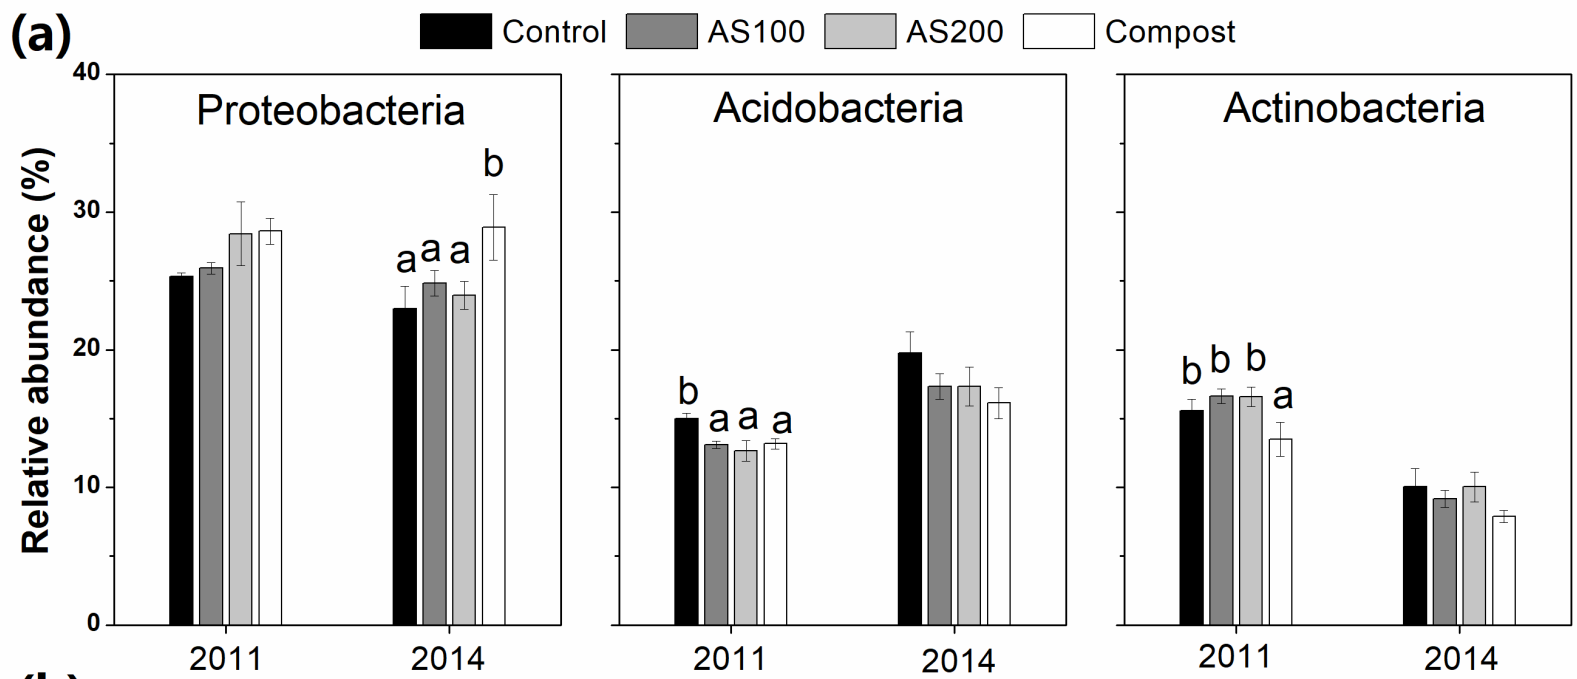 (a)
Control AS100 AS200 Compost
Proteobacteria Acidobacteria Actinobacteria
Relative abundance (%)
40
30
20
10
0
a a a b
b a a a
b b b a
2011 2014 2011 2014 2011 2014
(b)